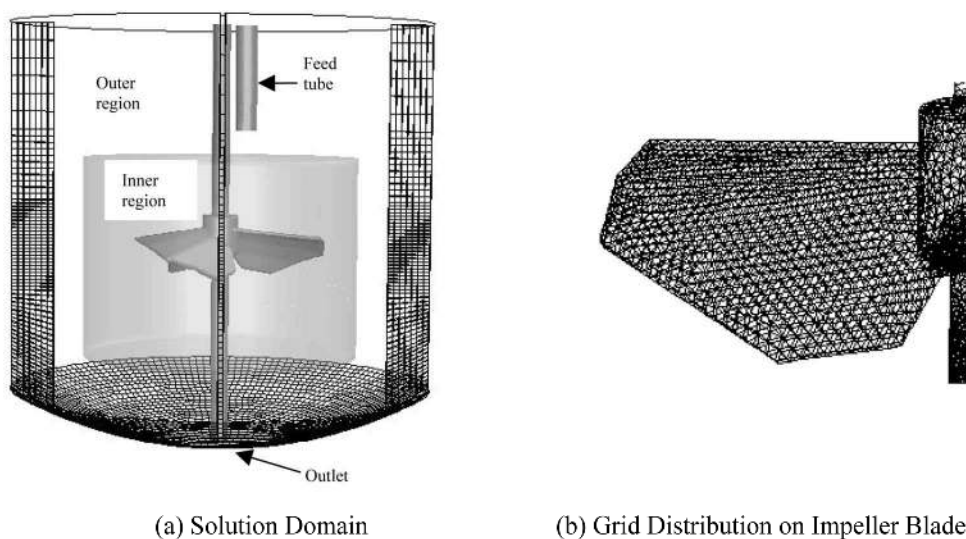 Outer
region
Feed
tube
Inner
region
Outlet
(a) Solution Domain
(b) Grid Distribution on Impeller Blade